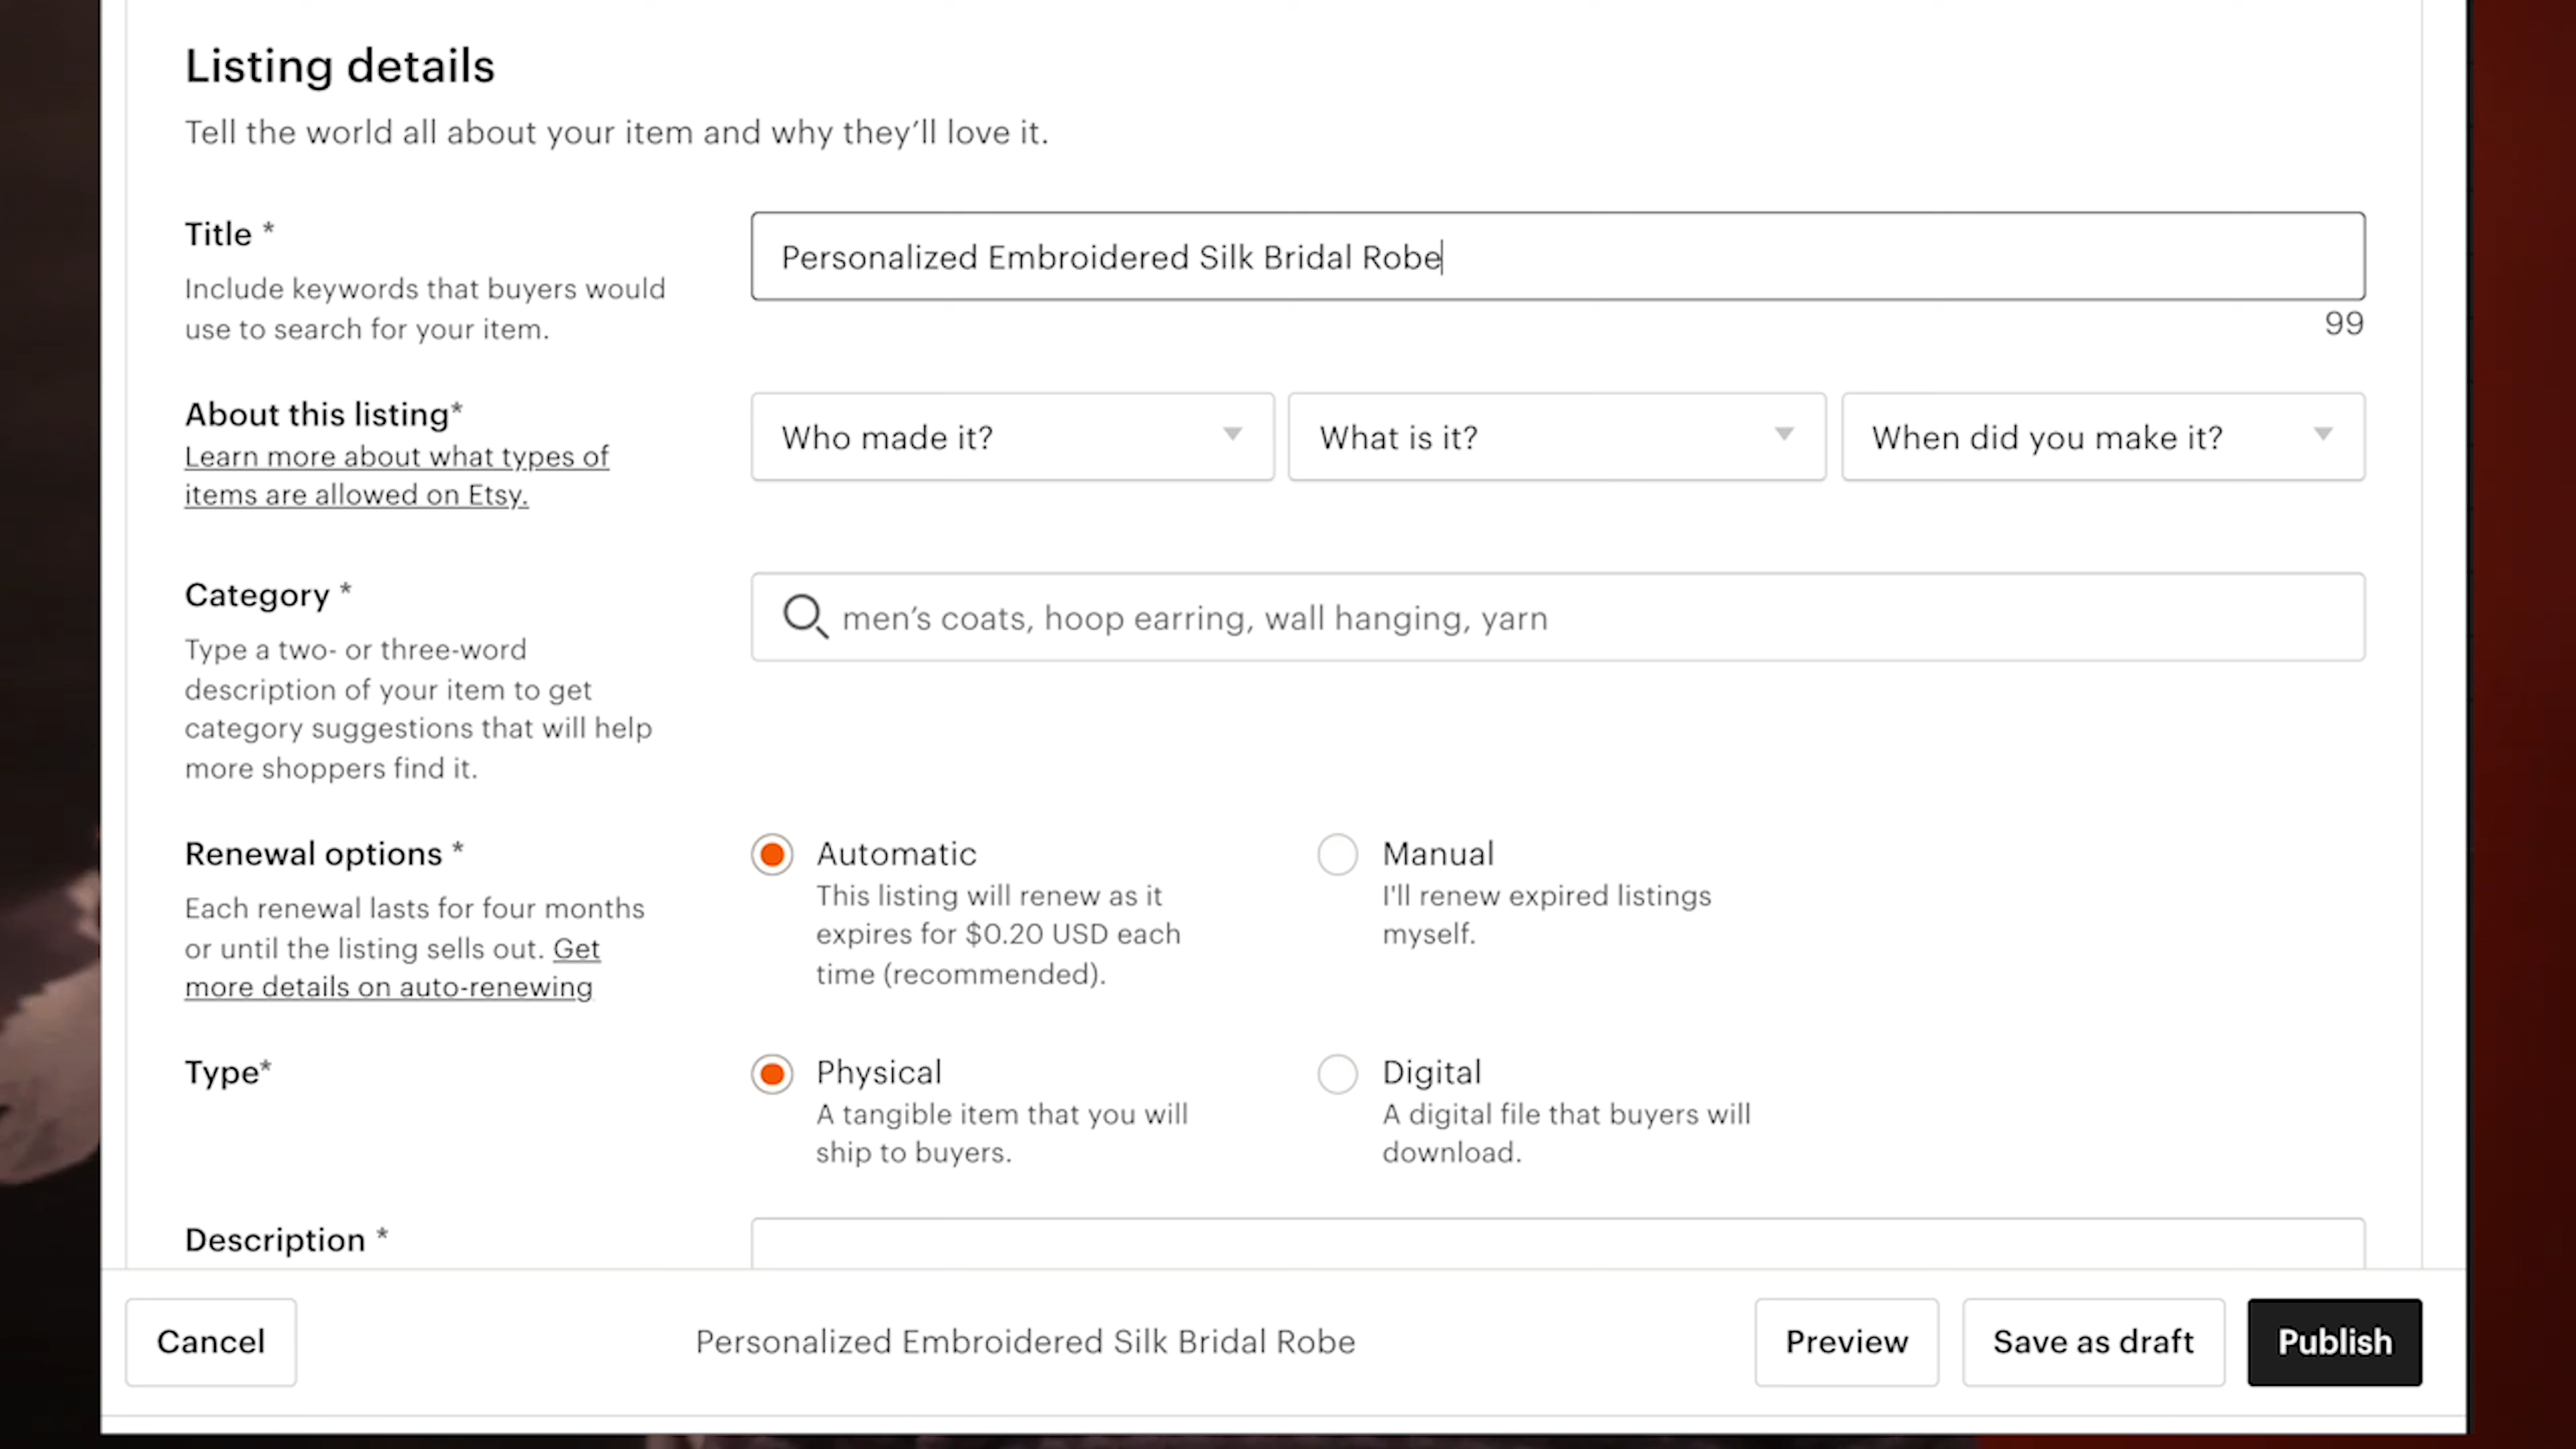 Listing details
Tell the world all about your item and why they’ll love it.
Title *
Include keywords that buyers would
use to search for your item.
Personalized Embroidered Silk Bridal Robe
99
About this listing*
Learn more about what types of
items are allowed on Etsy.
Who made it?
What is it?
When did you make it?
Category *
Type a two- or three-word
description of your item to get
category suggestions that will help
more shoppers find it.
men’s coats, hoop earring, wall hanging, yarn
Renewal options *
Each renewal lasts for four months
or until the listing sells out. Get
more details on auto-renewing
Automatic
This listing will renew as it
expires for $0.20 USD each
time (recommended).
Manual
I'll renew expired listings
myself.
Type*
Physical
A tangible item that you will
ship to buyers.
Digital
A digital file that buyers will
download.
Description *
Cancel
Personalized Embroidered Silk Bridal Robe
Preview
Save as draft
Publish